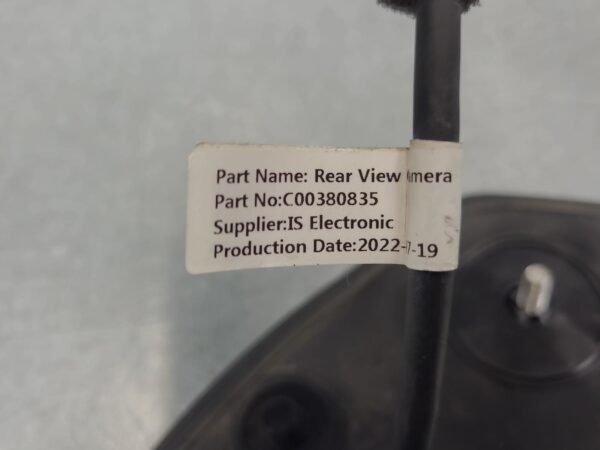 Part Name: Rear View amera
Part No:C00380835
Supplier:IS Electronic
Production Date:2022- 7-19